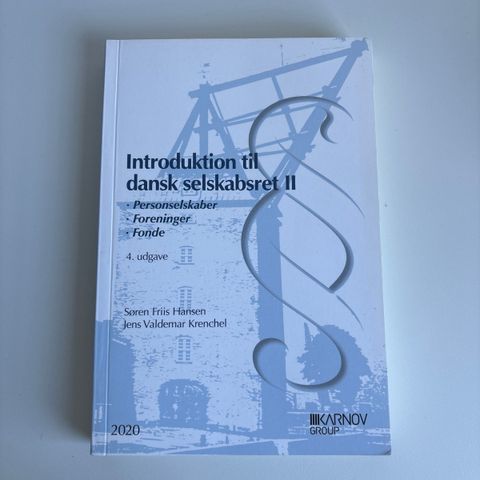 Introduktion til
dansk selskabsret II
· Personselskaber
· Foreninger
· Fonde
4. udgave
Søren Friis Hansen
Jens Valdemar Krenchel
2020
KARNOV
GROUP